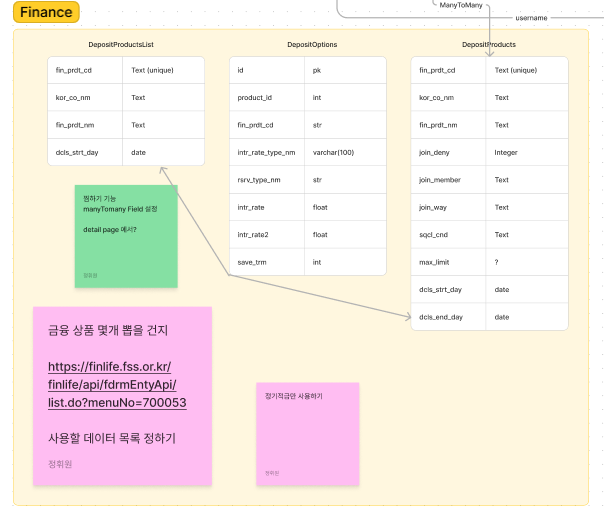 ManyToMany
username
Finance
DepositProductsList
fin_prdt_cd Text (unique)
kor_co_nm Text
fin_prdt_nm Text
dcls_strt_day date
DepositOptions
id pk
product_id int
fin_prdt_cd str
intr_rate_type_nm varchar(100)
rsrv_type_nm str
intr_rate float
intr_rate2 float
save_trm int
DepositProducts
fin_prdt_cd Text (unique)
kor_co_nm Text
fin_prdt_nm Text
join_deny Integer
join_member Text
join_way Text
sqcl_cnd Text
max_limit ?
dcls_strt_day date
dcls_end_day date
찜하기 기능
manyTomany Field 설정
detail page 에서?
정휘원
금융 상품 몇개 뽑을 건지
https://finlife.fss.or.kr/
finlife/api/fdrmEntyApi/
list.do?menuNo=700053
사용할 데이터 목록 정하기
정휘원
정기적금만 사용하기
정휘원